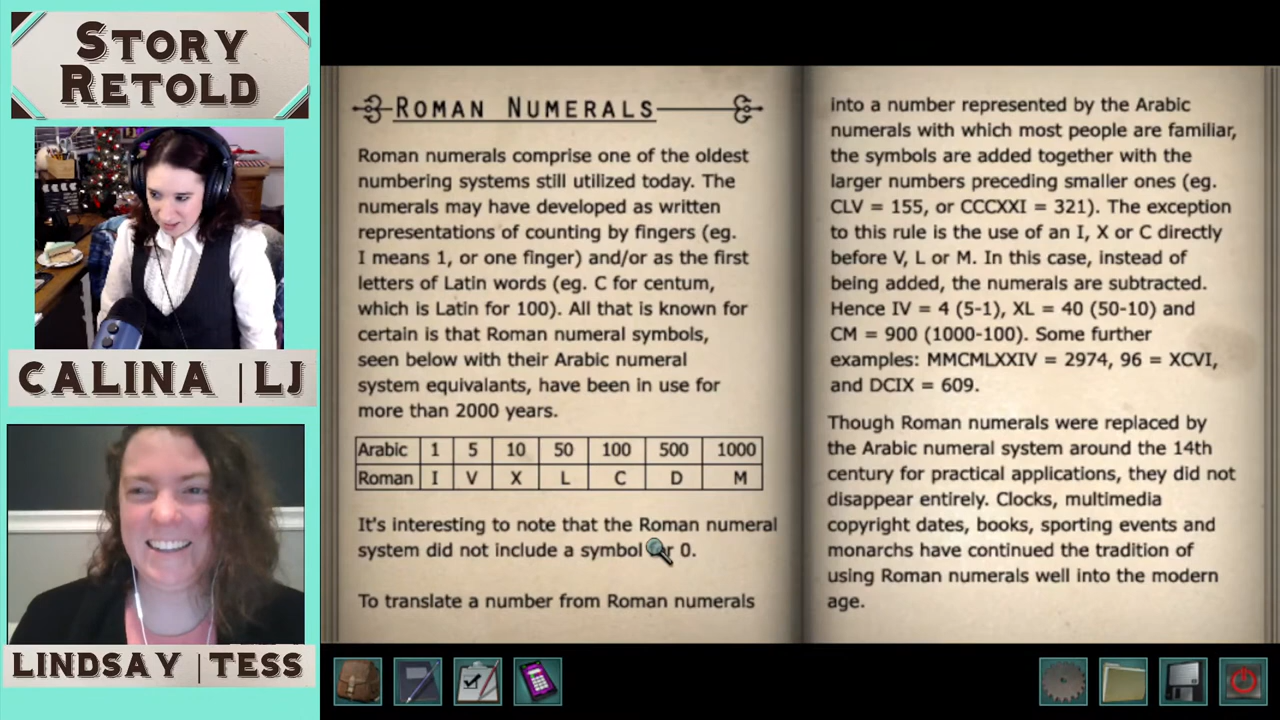 STORY
RETOLD
CALINA | LJ
LINDSAY | TESS
ROMAN NUMERALS
Roman numerals comprise one of the oldest
numbering systems still utilized today. The
numerals may have developed as written
representations of counting by fingers (eg.
I means 1, or one finger) and/or as the first
letters of Latin words (eg. C for centum,
which is Latin for 100). All that is known for
certain is that Roman numeral symbols,
seen below with their Arabic numeral
system equivalants, have been in use for
more than 2000 years.
Arabic 1 5 10 50 100 500 1000
Roman I V X L C D M
It's interesting to note that the Roman numeral
system did not include a symbol 0.
To translate a number from Roman numerals
into a number represented by the Arabic
numerals with which most people are familiar,
the symbols are added together with the
larger numbers preceding smaller ones (eg.
CLV = 155, or CCCXXI = 321). The exception
to this rule is the use of an I, X or C directly
before V, L or M. In this case, instead of
being added, the numerals are subtracted.
Hence IV = 4 (5-1), XL = 40 (50-10) and
CM = 900 (1000-100). Some further
examples: MMCMLXXIV = 2974, 96 = XCVI,
and DCIX = 609.
Though Roman numerals were replaced by
the Arabic numeral system around the 14th
century for practical applications, they did not
disappear entirely. Clocks, multimedia
copyright dates, books, sporting events and
monarchs have continued the tradition of
using Roman numerals well into the modern
age.